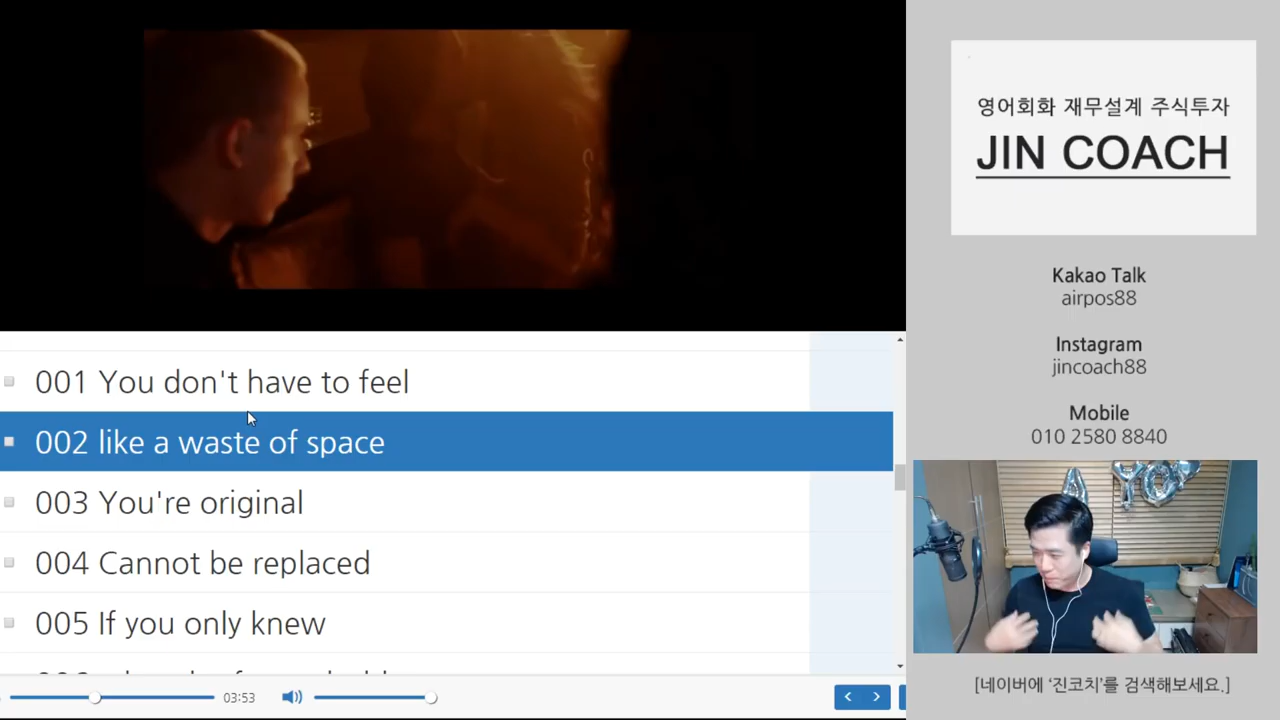 001 You don't have to feel
002 like a waste of space
003 You're original
004 Cannot be replaced
005 If you only knew
03:53
영어회화 재무설계 주식투자
JIN COACH
Kakao Talk
airpos88
Instagram
jincoach88
Mobile
010 2580 8840
A YO!
[네이버에 '진코치'를 검색해보세요.]